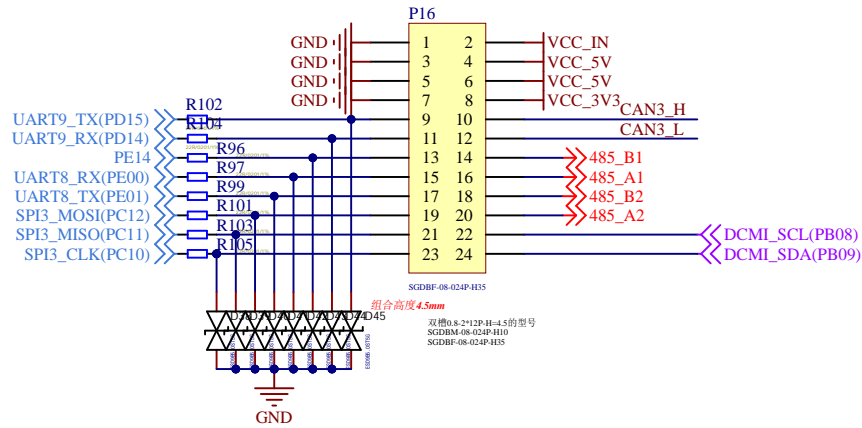 P16
GND 1 2 VCC_IN
GND 3 4 VCC_5V
GND 5 6 VCC_5V
GND 7 8 VCC_3V3
R102 CAN3_H
UART9_TX(PD15) 9 10
R104 CAN3_L
UART9_RX(PD14) 11 12
R96
PE14 13 14 485_B1
R97
UART8_RX(PE00) 15 16 485_A1
R99
UART8_TX(PE01) 17 18 485_B2
R101
SPI3_MOSI(PC12) 19 20 485_A2
R103
SPI3_MISO(PC11) 21 22 DCMI_SCL(PB08)
R105
SPI3_CLK(PC10) 23 24 DCMI_SDA(PB09)
SGDBF-08-024P-H35
组合高度4.5mm
D45
双槽0.8-2*12P-H=4.5的型号
SGDBM-08-024P-H10
SGDBF-08-024P-H35
GND